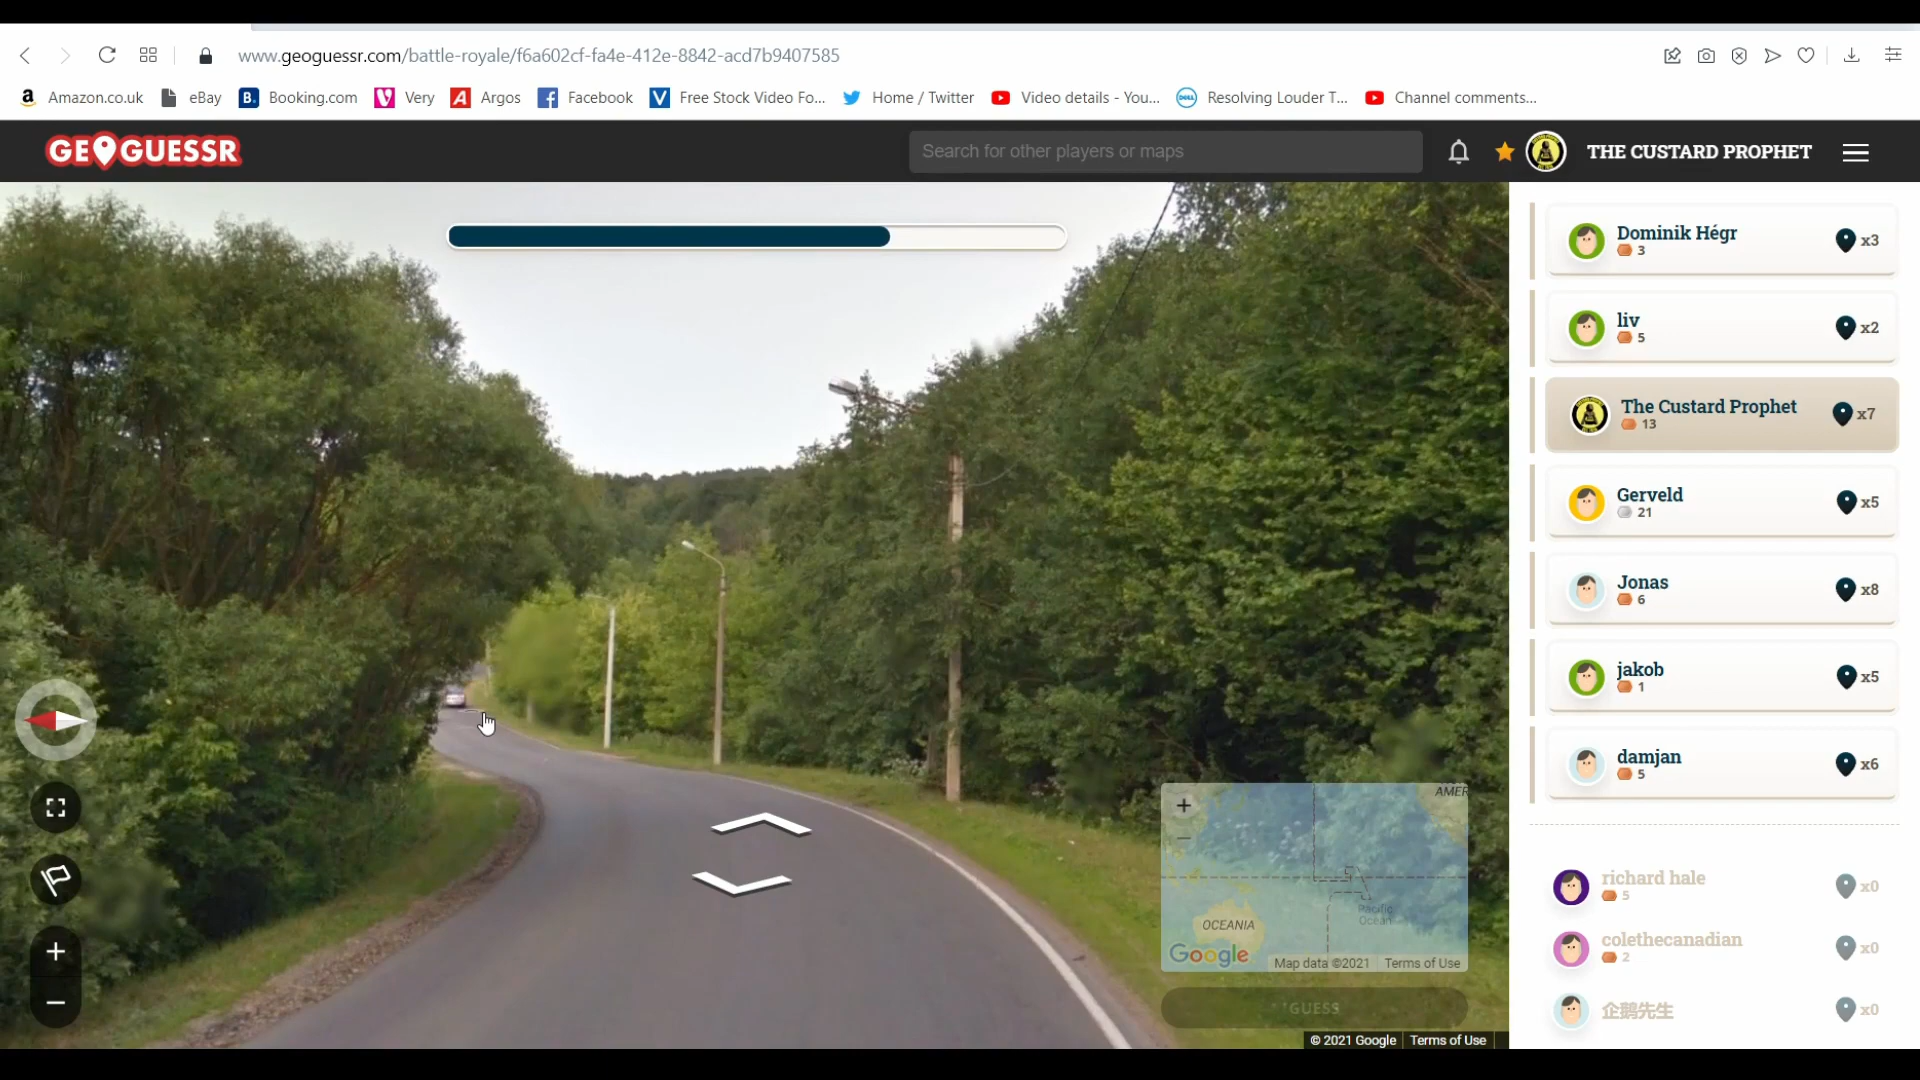 www.geoguessr.com/battle-royale/f6a602cf-fa4e-412e-8842-acd7b9407585
Amazon.co.uk eBay Booking.com Very Argos Facebook Free Stock Video Fo... Home / Twitter Video details - You... Resolving Louder T... Channel comments...
GEOGUESSR
Search for other players or maps
THE CUSTARD PROPHET
Dominik Hégr
3
x3
liv
5
x2
The Custard Prophet
13
x7
Gerveld
21
x5
Jonas
6
x8
jakob
1
x5
damjan
5
x6
richard hale
5
x0
colethecanadian
2
x0
企鹅先生
x0
AMER
OCEANIA
Pacific
Ocean
Google
Map data ©2021 Terms of Use
GUESS
© 2021 Google Terms of Use